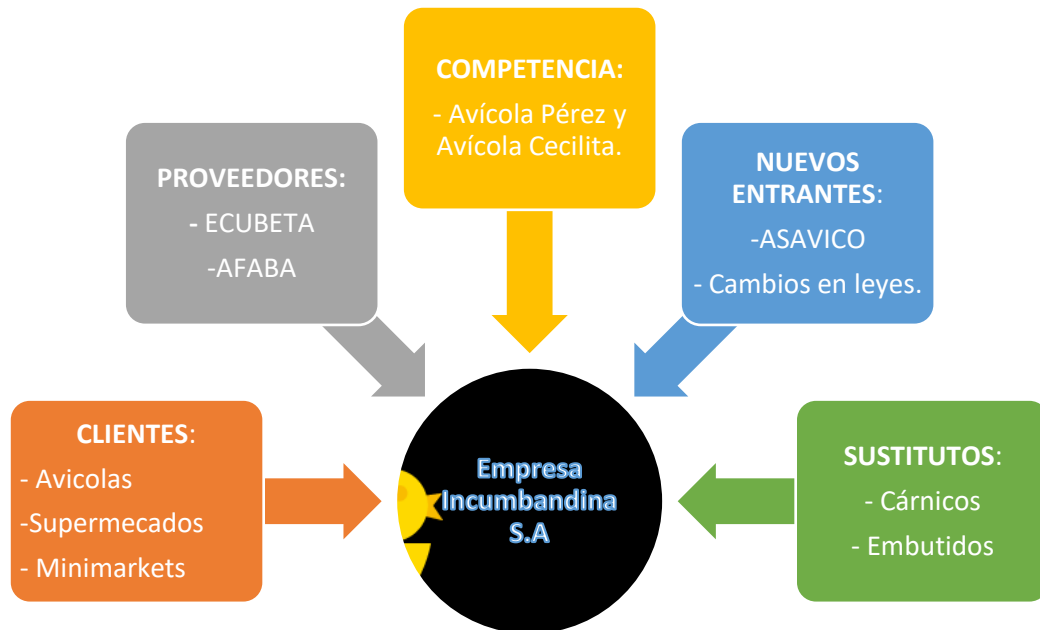 COMPETENCIA:
- Avícola Pérez y
Avícola Cecilita.
PROVEEDORES:
- ECUBETA
-AFABA
NUEVOS
ENTRANTES:
-ASAVICO
- Cambios en leyes.
CLIENTES:
- Avicolas
-Supermecados
- Minimarkets
Empresa
Incumbandina
S.A
SUSTITUTOS:
- Cárnicos
- Embutidos